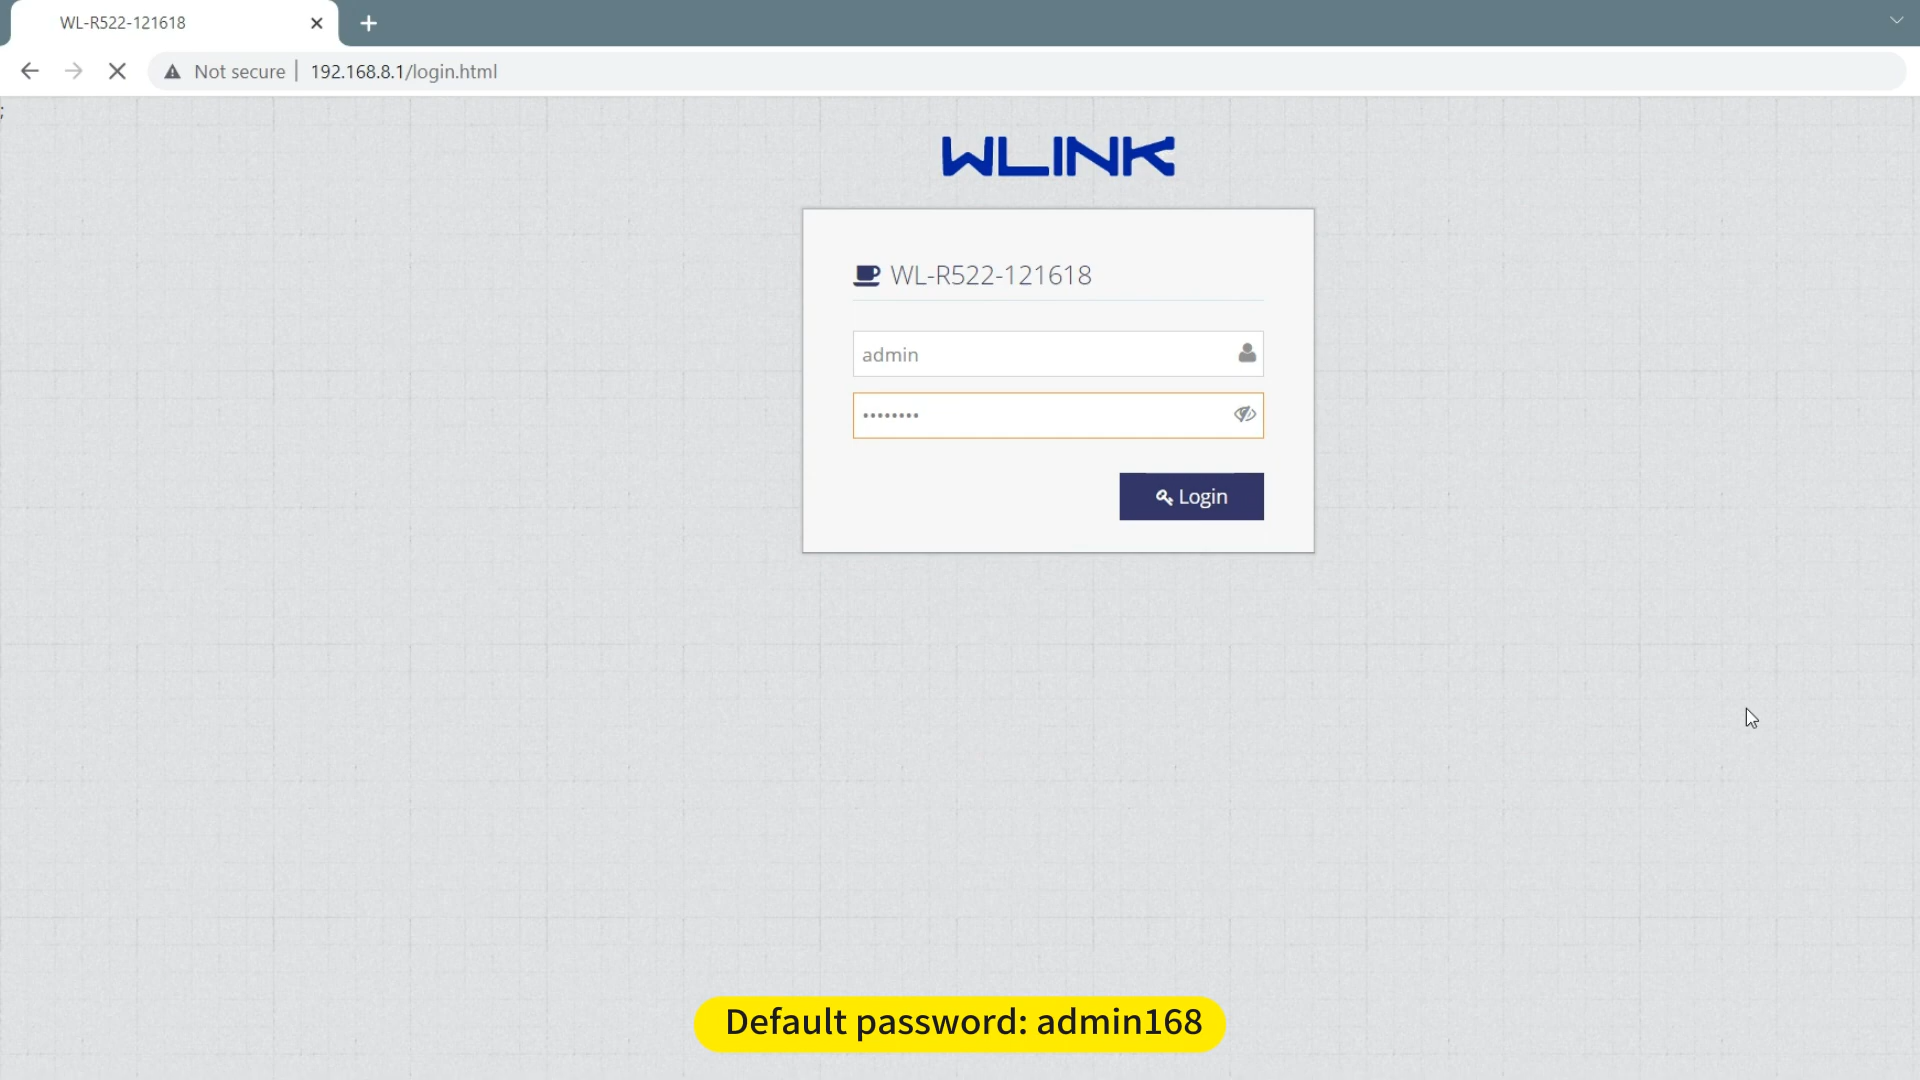 WL-R522-121618
Not secure | 192.168.8.1/login.html
;
WLINK
WL-R522-121618
admin
••••••••
Login
Default password: admin168